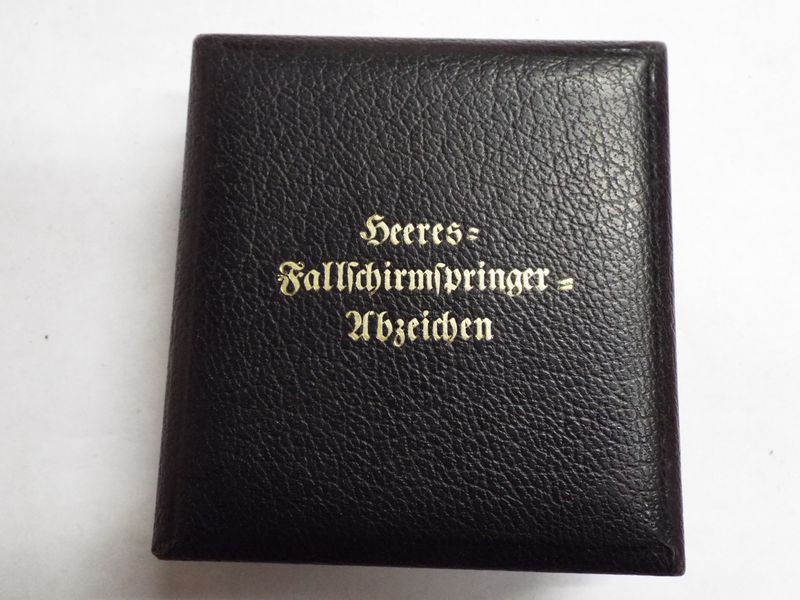 Heeres-
Fallſchirmſpringer-
Abzeichen